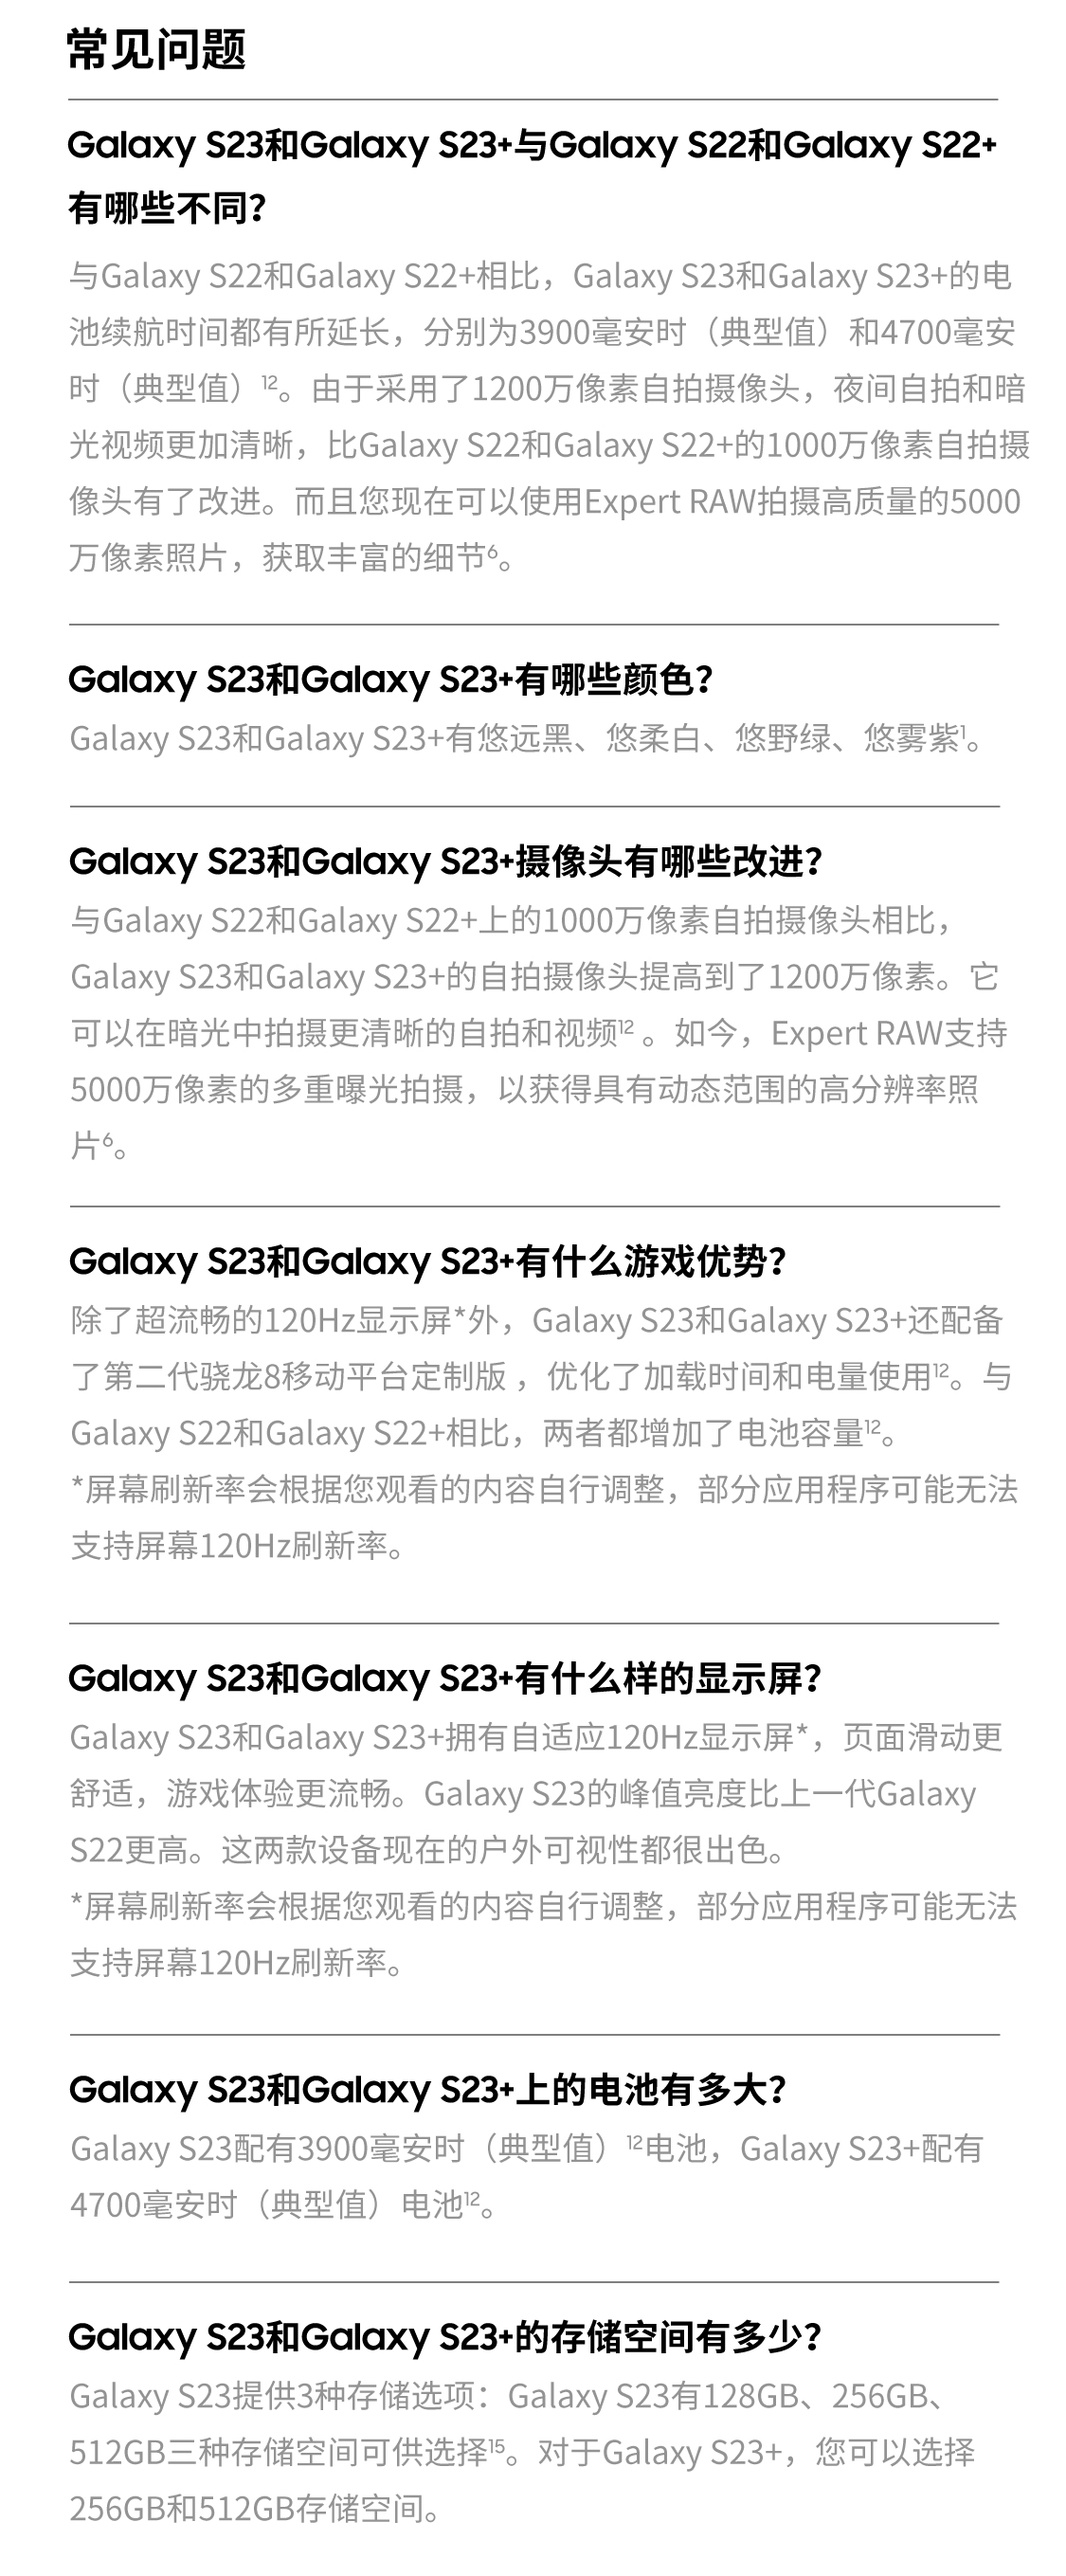 常见问题
Galaxy S23和Galaxy S23+与Galaxy S22和Galaxy S22+
有哪些不同？
与Galaxy S22和Galaxy S22+相比，Galaxy S23和Galaxy S23+的电
池续航时间都有所延长，分别为3900毫安时（典型值）和4700毫安
时（典型值）¹²。由于采用了1200万像素自拍摄像头，夜间自拍和暗
光视频更加清晰，比Galaxy S22和Galaxy S22+的1000万像素自拍摄
像头有了改进。而且您现在可以使用Expert RAW拍摄高质量的5000
万像素照片，获取丰富的细节⁶。
Galaxy S23和Galaxy S23+有哪些颜色？
Galaxy S23和Galaxy S23+有悠远黑、悠柔白、悠野绿、悠雾紫¹。
Galaxy S23和Galaxy S23+摄像头有哪些改进？
与Galaxy S22和Galaxy S22+上的1000万像素自拍摄像头相比，
Galaxy S23和Galaxy S23+的自拍摄像头提高到了1200万像素。它
可以在暗光中拍摄更清晰的自拍和视频¹² 。如今，Expert RAW支持
5000万像素的多重曝光拍摄，以获得具有动态范围的高分辨率照
片⁶。
Galaxy S23和Galaxy S23+有什么游戏优势？
除了超流畅的120Hz显示屏*外，Galaxy S23和Galaxy S23+还配备
了第二代骁龙8移动平台定制版 ，优化了加载时间和电量使用¹²。与
Galaxy S22和Galaxy S22+相比，两者都增加了电池容量¹²。
*屏幕刷新率会根据您观看的内容自行调整，部分应用程序可能无法
支持屏幕120Hz刷新率。
Galaxy S23和Galaxy S23+有什么样的显示屏？
Galaxy S23和Galaxy S23+拥有自适应120Hz显示屏*，页面滑动更
舒适，游戏体验更流畅。Galaxy S23的峰值亮度比上一代Galaxy
S22更高。这两款设备现在的户外可视性都很出色。
*屏幕刷新率会根据您观看的内容自行调整，部分应用程序可能无法
支持屏幕120Hz刷新率。
Galaxy S23和Galaxy S23+上的电池有多大？
Galaxy S23配有3900毫安时（典型值）¹²电池，Galaxy S23+配有
4700毫安时（典型值）电池¹²。
Galaxy S23和Galaxy S23+的存储空间有多少？
Galaxy S23提供3种存储选项：Galaxy S23有128GB、256GB、
512GB三种存储空间可供选择¹⁵。对于Galaxy S23+，您可以选择
256GB和512GB存储空间。